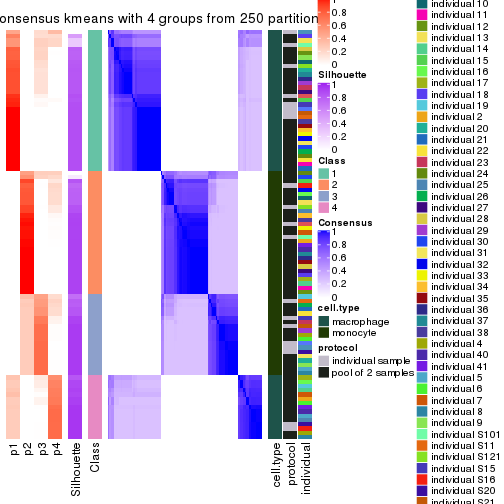 onsensus kmeans with 4 groups from 250 partition
0.8
0.6
0.4
0.2
0
Silhouette
1
0.8
0.6
0.4
0.2
0
Class
1
2
3
4
Consensus
1
0.8
0.6
0.4
0.2
0
cell.type
macrophage
monocyte
protocol
individual sample
pool of 2 samples
p1
p2
p3
p4
Silhouette
Class
cell.type
protocol
individual
individual 10
individual 11
individual 12
individual 13
individual 14
individual 15
individual 16
individual 17
individual 18
individual 19
individual 2
individual 20
individual 21
individual 22
individual 23
individual 24
individual 25
individual 26
individual 27
individual 28
individual 29
individual 30
individual 31
individual 32
individual 33
individual 34
individual 35
individual 36
individual 37
individual 38
individual 4
individual 40
individual 41
individual 5
individual 6
individual 7
individual 8
individual 9
individual S101
individual S11
individual S121
individual S15
individual S16
individual S20
individual S21